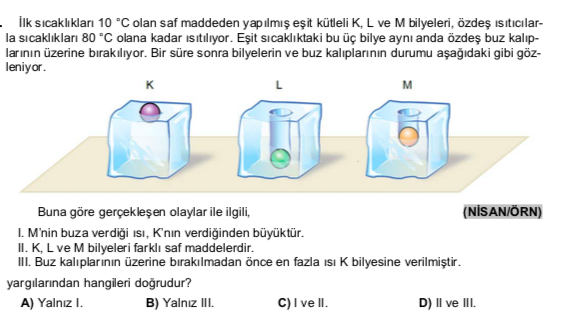 . İlk sıcaklıkları 10 °C olan saf maddeden yapılmış eşit kütleli K, L ve M bilyeleri, özdeş ısıtıcılar-
la sıcaklıkları 80 °C olana kadar ısıtılıyor. Eşit sıcaklıktaki bu üç bilye aynı anda özdeş buz kalıp-
larının üzerine bırakılıyor. Bir süre sonra bilyelerin ve buz kalıplarının durumu aşağıdaki gibi göz-
leniyor.
K L M
Buna göre gerçekleşen olaylar ile ilgili, (NİSAN/ÖRN)
I. M'nin buza verdiği ısı, K'nın verdiğinden büyüktür.
II. K, L ve M bilyeleri farklı saf maddelerdir.
III. Buz kalıplarının üzerine bırakılmadan önce en fazla ısı K bilyesine verilmiştir.
yargılarından hangileri doğrudur?
A) Yalnız I. B) Yalnız III. C) I ve II. D) II ve III.